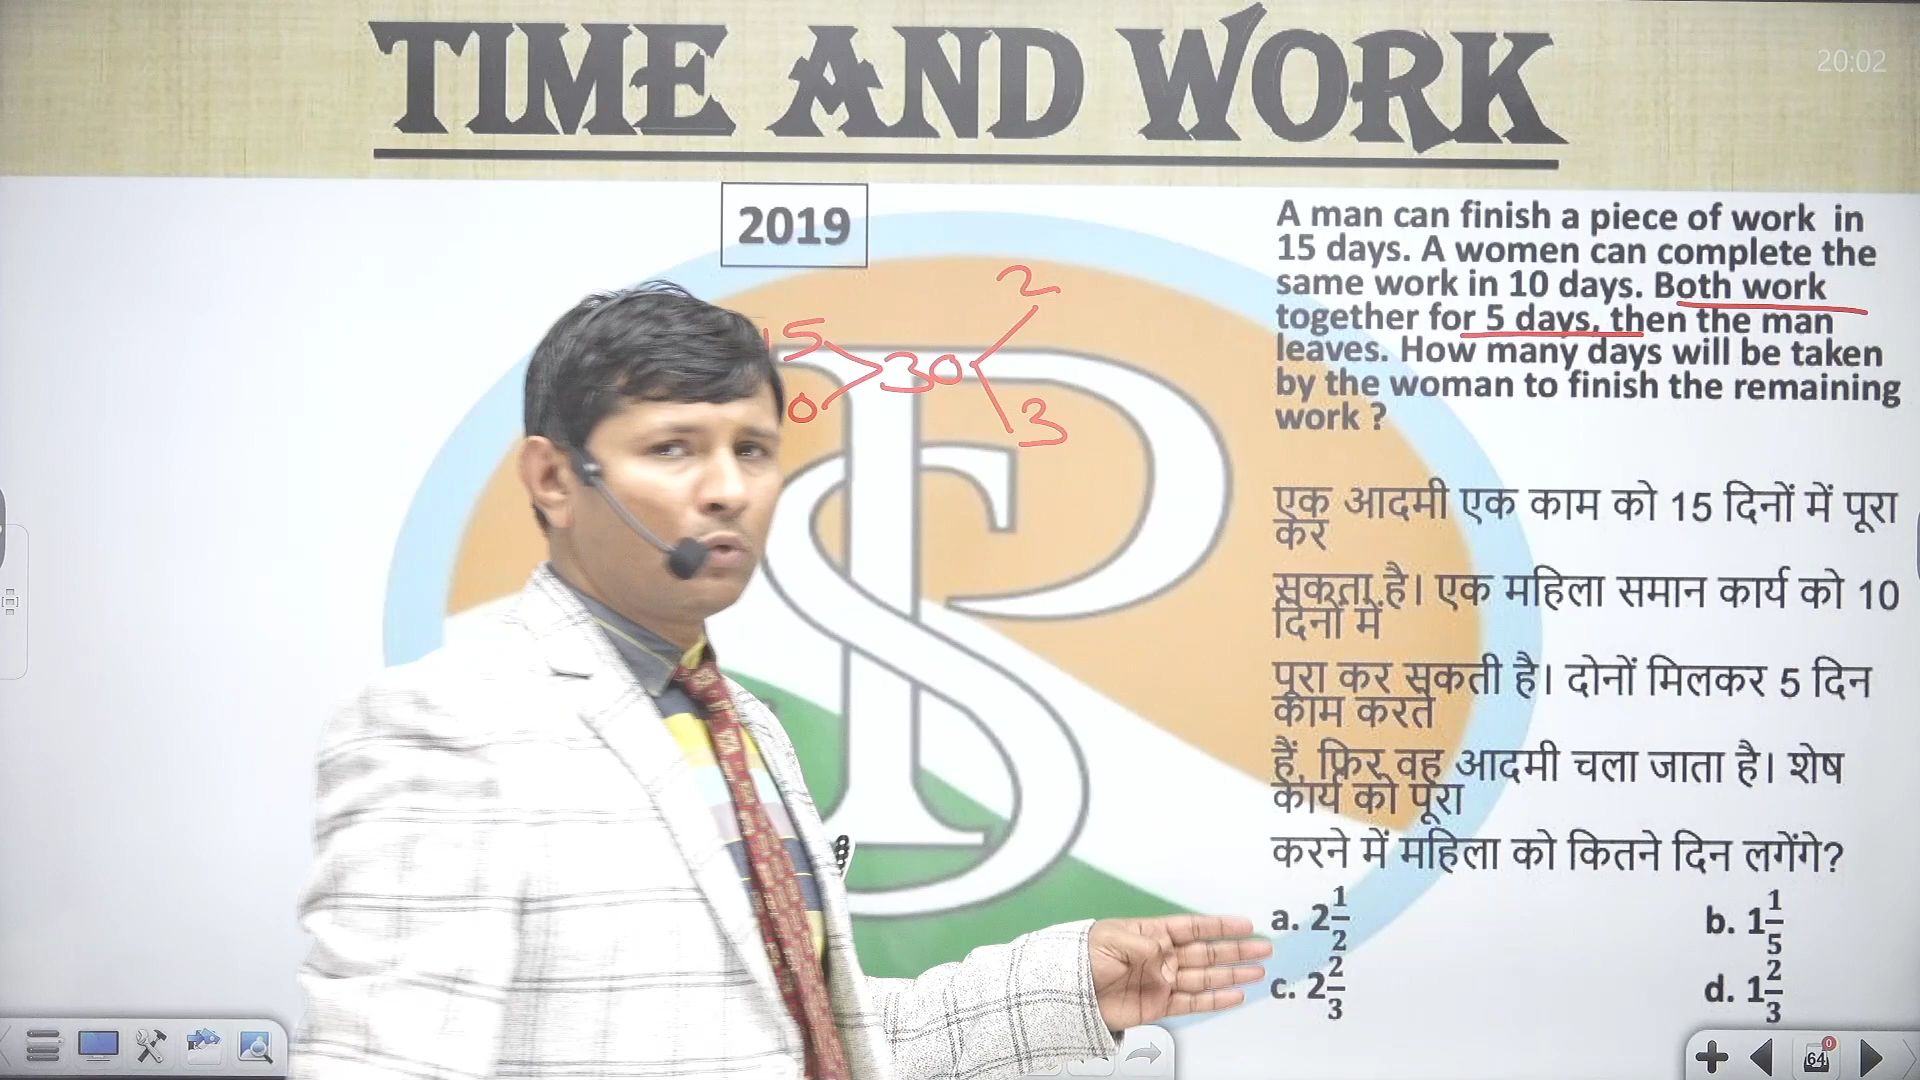 TIME AND WORK
20:02
2019
A man can finish a piece of work in
15 days. A women can complete the
same work in 10 days. Both work
together for 5 days, then the man
leaves. How many days will be taken
by the woman to finish the remaining
work ?
15
0
30
2
3
एक आदमी एक काम को 15 दिनों में पूरा
कर
सकता है। एक महिला समान कार्य को 10
दिनों में
पूरा कर सकती है। दोनों मिलकर 5 दिन
काम करते
हैं, फिर वह आदमी चला जाता है। शेष
कार्य को पूरा
करने में महिला को कितने दिन लगेंगे?
a. 2 1/2
b. 1 1/5
c. 2 2/3
d. 1 2/3
64
0